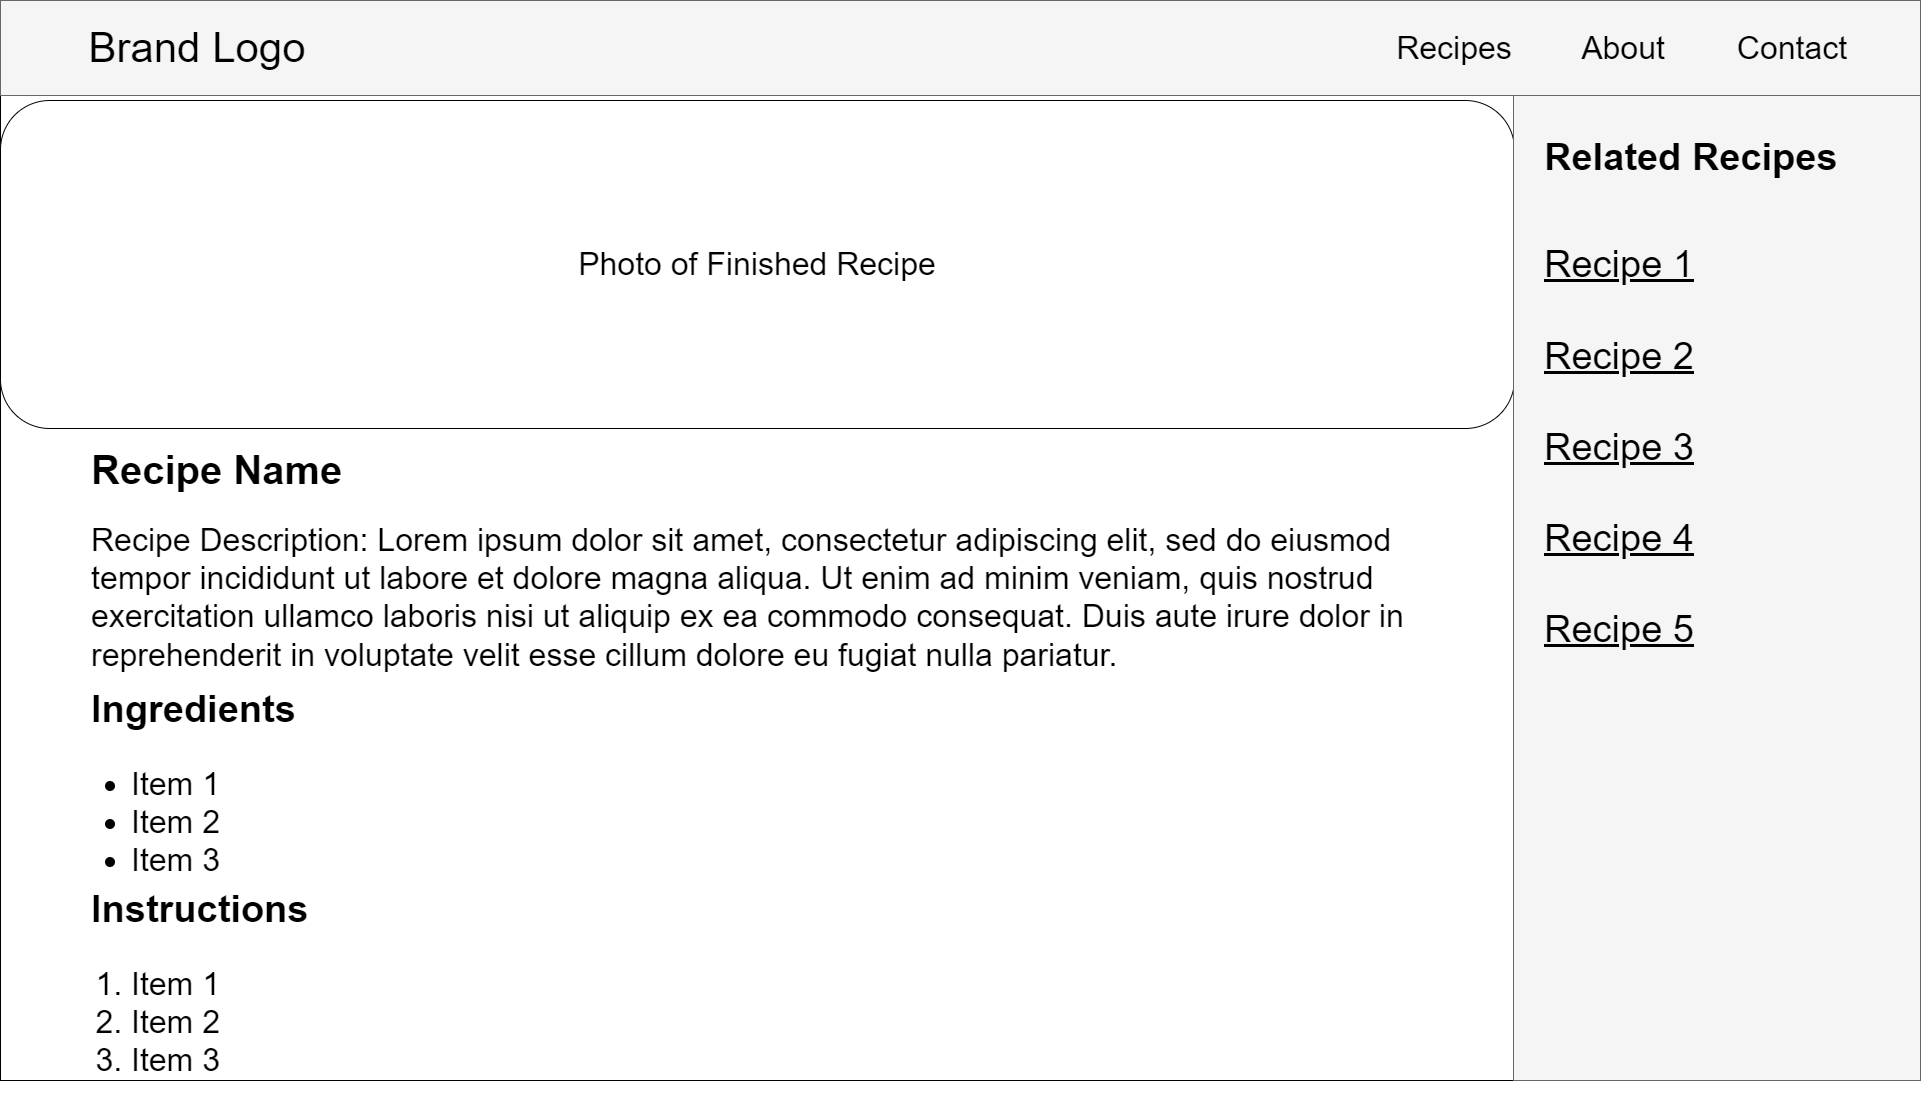 Brand Logo
Recipes About Contact
Photo of Finished Recipe
Recipe Name
Recipe Description: Lorem ipsum dolor sit amet, consectetur adipiscing elit, sed do eiusmod
tempor incididunt ut labore et dolore magna aliqua. Ut enim ad minim veniam, quis nostrud
exercitation ullamco laboris nisi ut aliquip ex ea commodo consequat. Duis aute irure dolor in
reprehenderit in voluptate velit esse cillum dolore eu fugiat nulla pariatur.
Ingredients
• Item 1
• Item 2
• Item 3
Instructions
1. Item 1
2. Item 2
3. Item 3
Related Recipes
Recipe 1
Recipe 2
Recipe 3
Recipe 4
Recipe 5